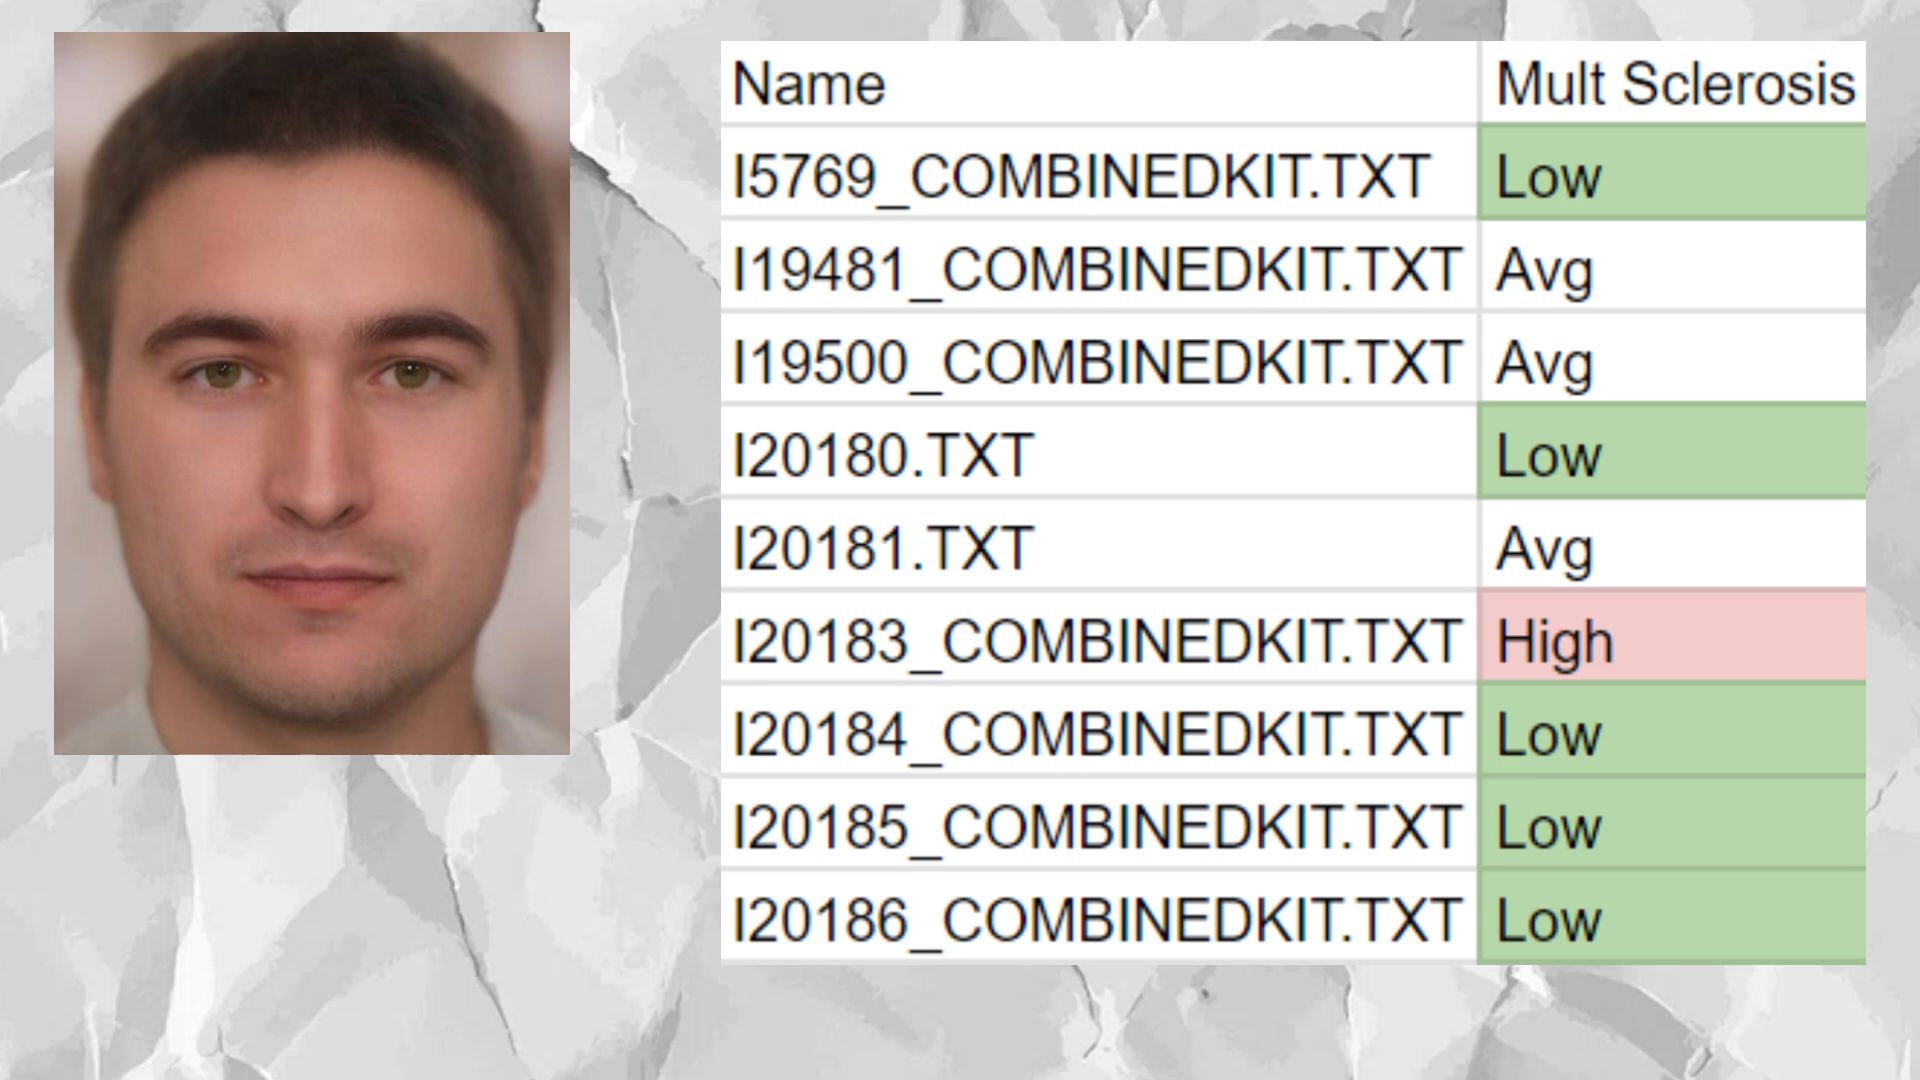 Name Mult Sclerosis
I5769_COMBINEDKIT.TXT Low
I19481_COMBINEDKIT.TXT Avg
I19500_COMBINEDKIT.TXT Avg
I20180.TXT Low
I20181.TXT Avg
I20183_COMBINEDKIT.TXT High
I20184_COMBINEDKIT.TXT Low
I20185_COMBINEDKIT.TXT Low
I20186_COMBINEDKIT.TXT Low